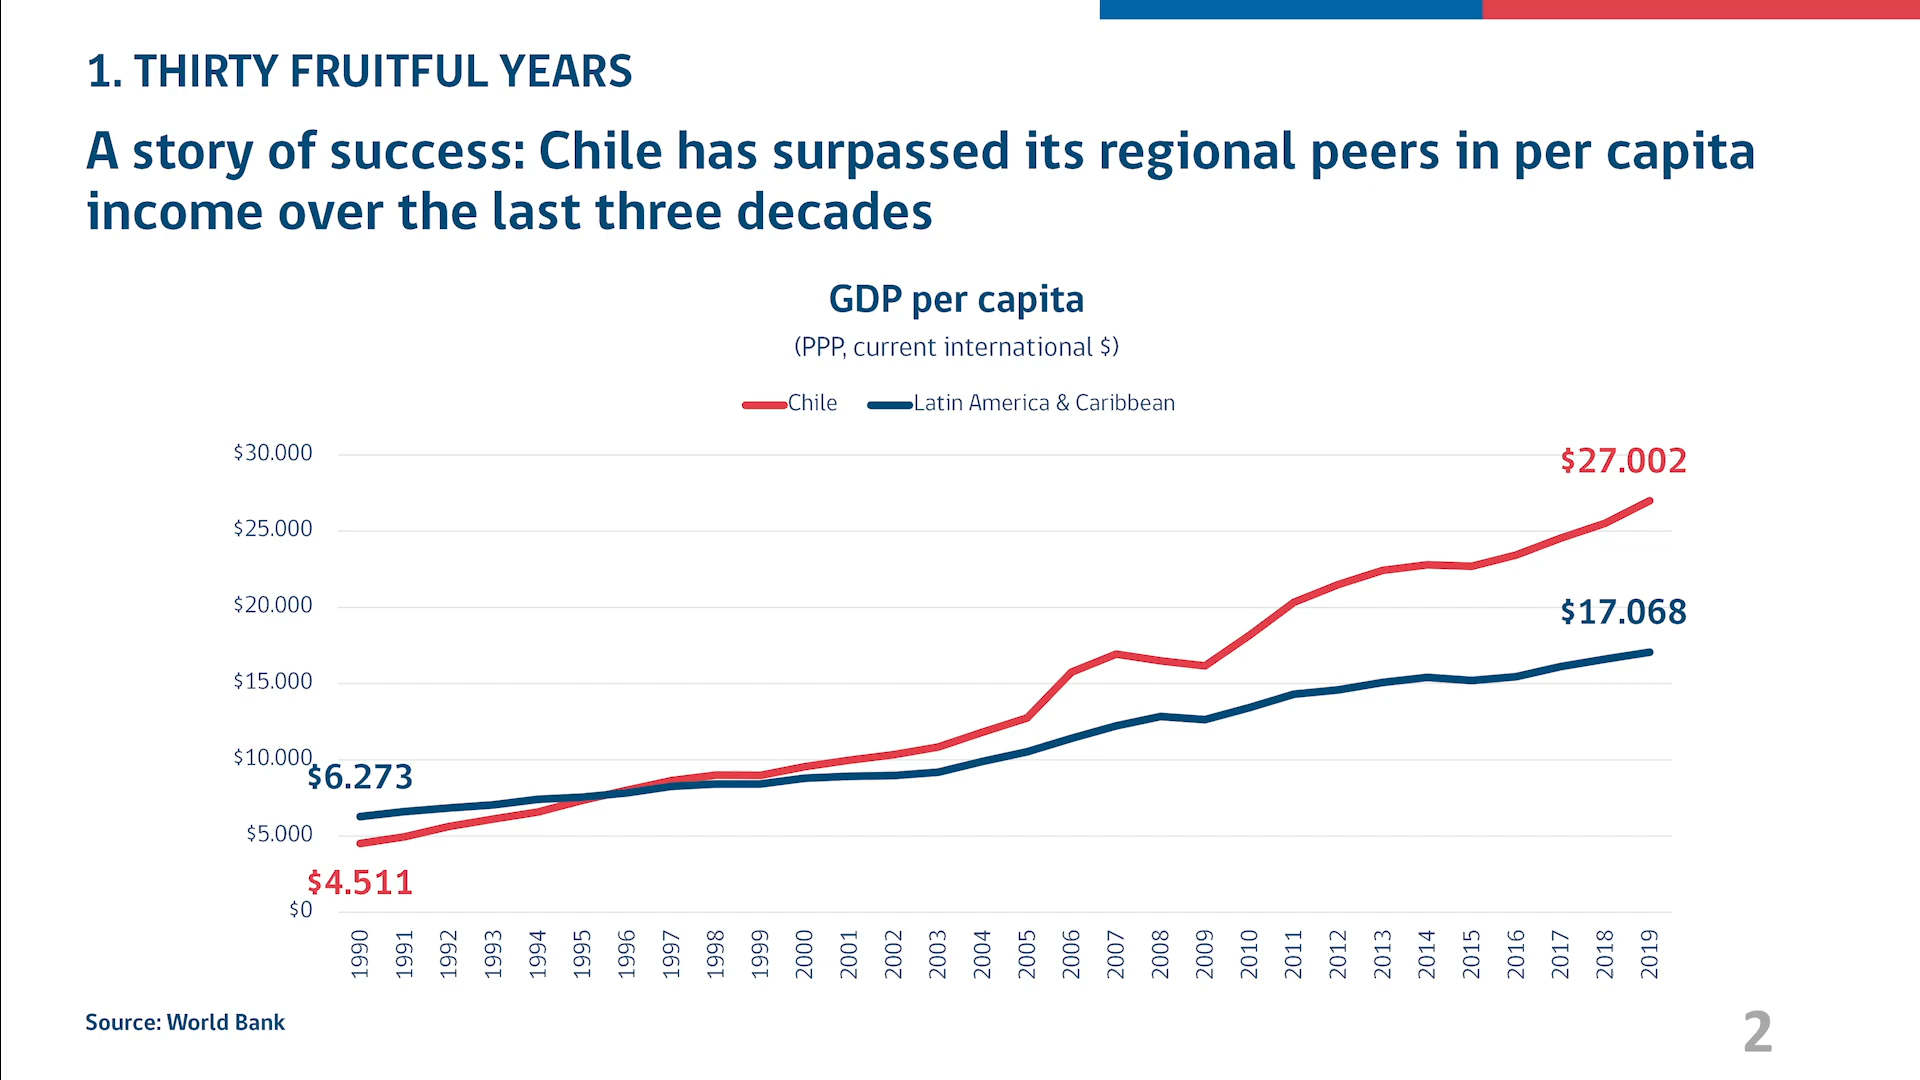 1. THIRTY FRUITFUL YEARS
A story of success: Chile has surpassed its regional peers in per capita
income over the last three decades
GDP per capita
(PPP, current international $)
Chile Latin America & Caribbean
$30.000
$27.002
$25.000
$20.000
$17.068
$15.000
$10.000
$6.273
$5.000
$4.511
$0
1990 1991 1992 1993 1994 1995 1996 1997 1998 1999 2000 2001 2002 2003 2004 2005 2006 2007 2008 2009 2010 2011 2012 2013 2014 2015 2016 2017 2018 2019
Source: World Bank
2